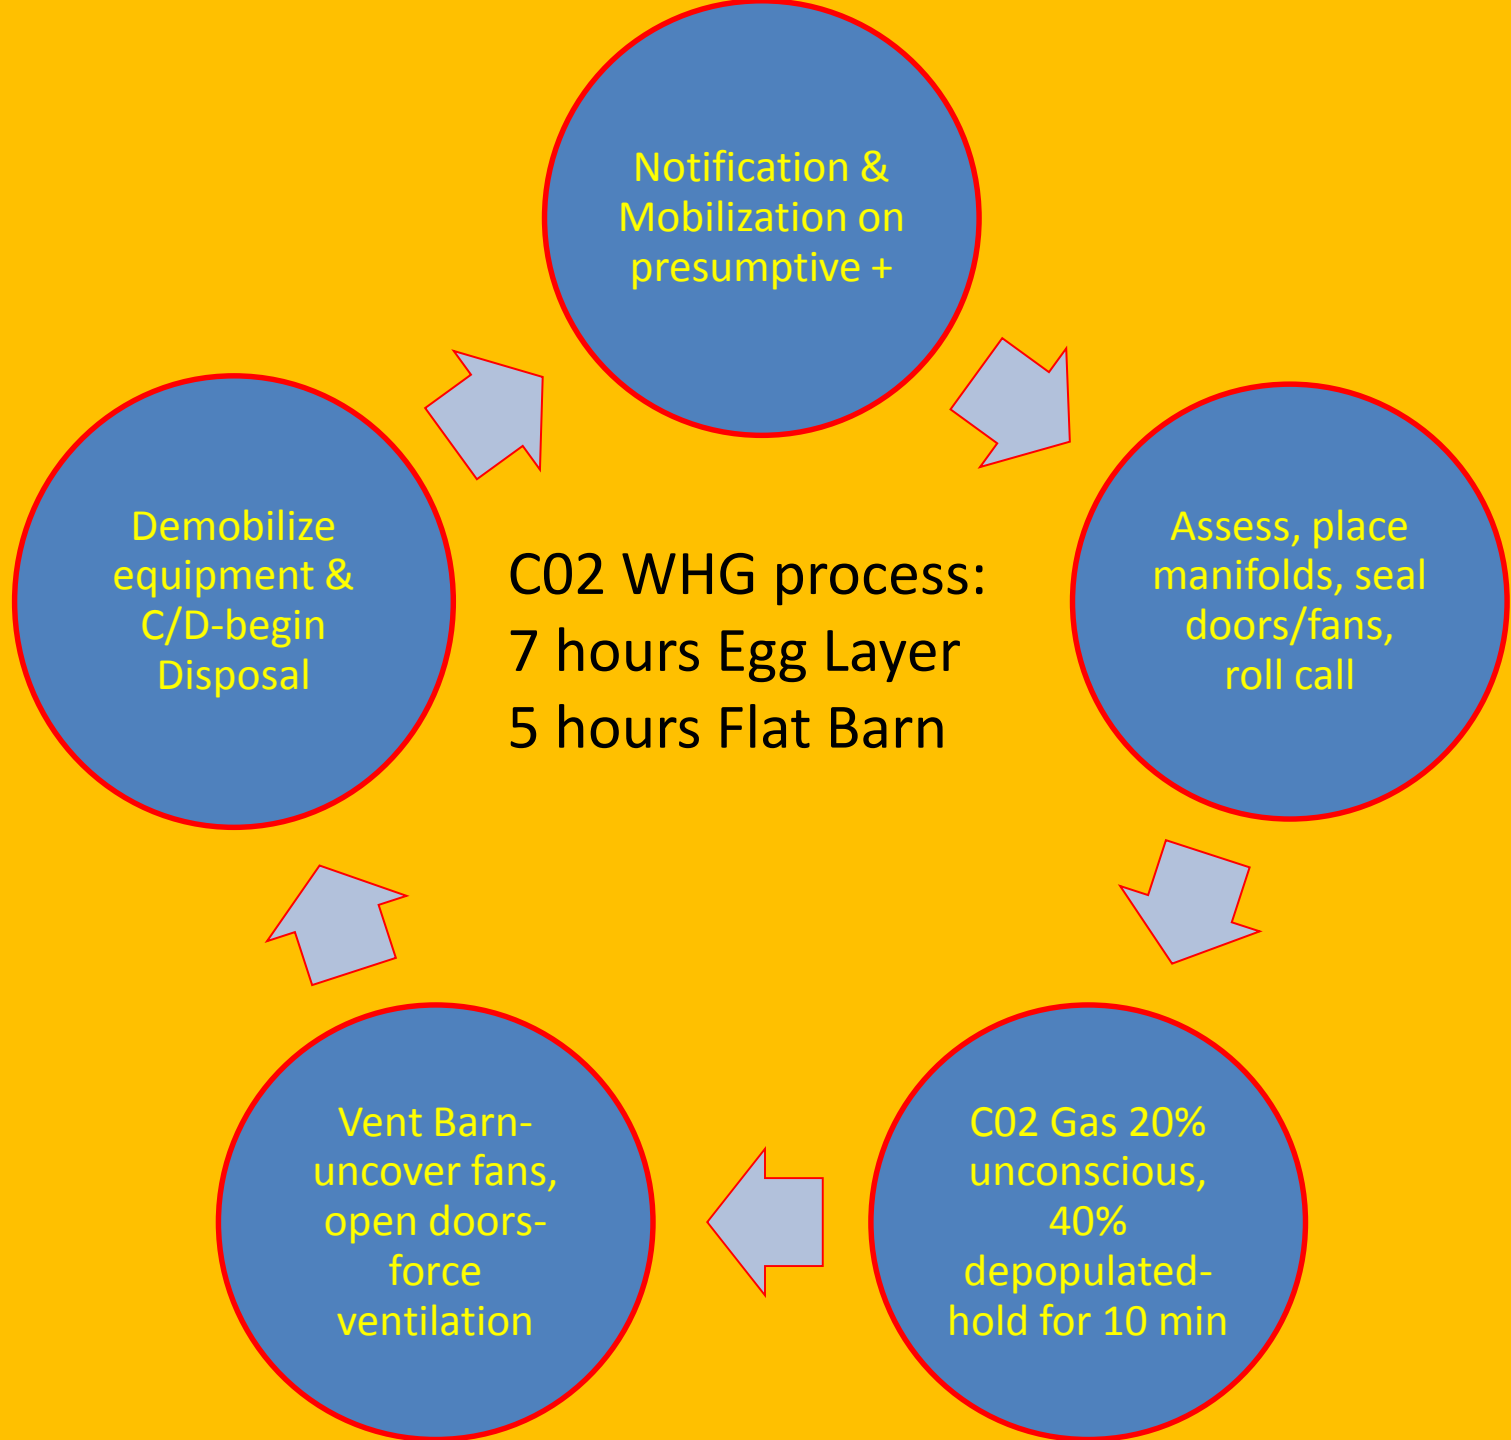 Notification &
Mobilization on
presumptive +
Assess, place
manifolds, seal
doors/fans,
roll call
C02 Gas 20%
unconscious,
40%
depopulated-
hold for 10 min
Vent Barn-
uncover fans,
open doors-
force
ventilation
Demobilize
equipment &
C/D-begin
Disposal
C02 WHG process:
7 hours Egg Layer
5 hours Flat Barn